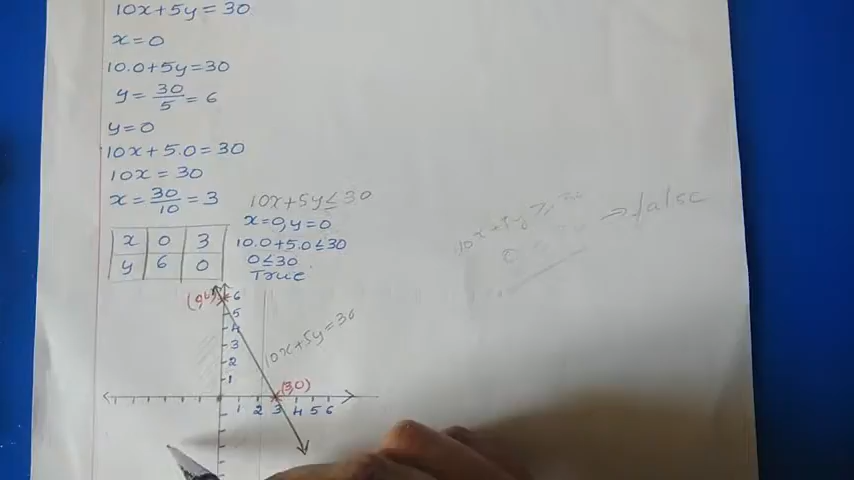 10x+5y=30
x=0
10.0+5y=30
y=30/5=6
y=0
10x+5.0=30
10x=30
x=30/10=3
x 0 3
y 6 0
10x+5y≤30
x=0,y=0
10.0+5.0≤30
0≤30
True
→false
6
5
4
3
2
1
10x+5y=30
(3,0)
1 2 3 4 5 6